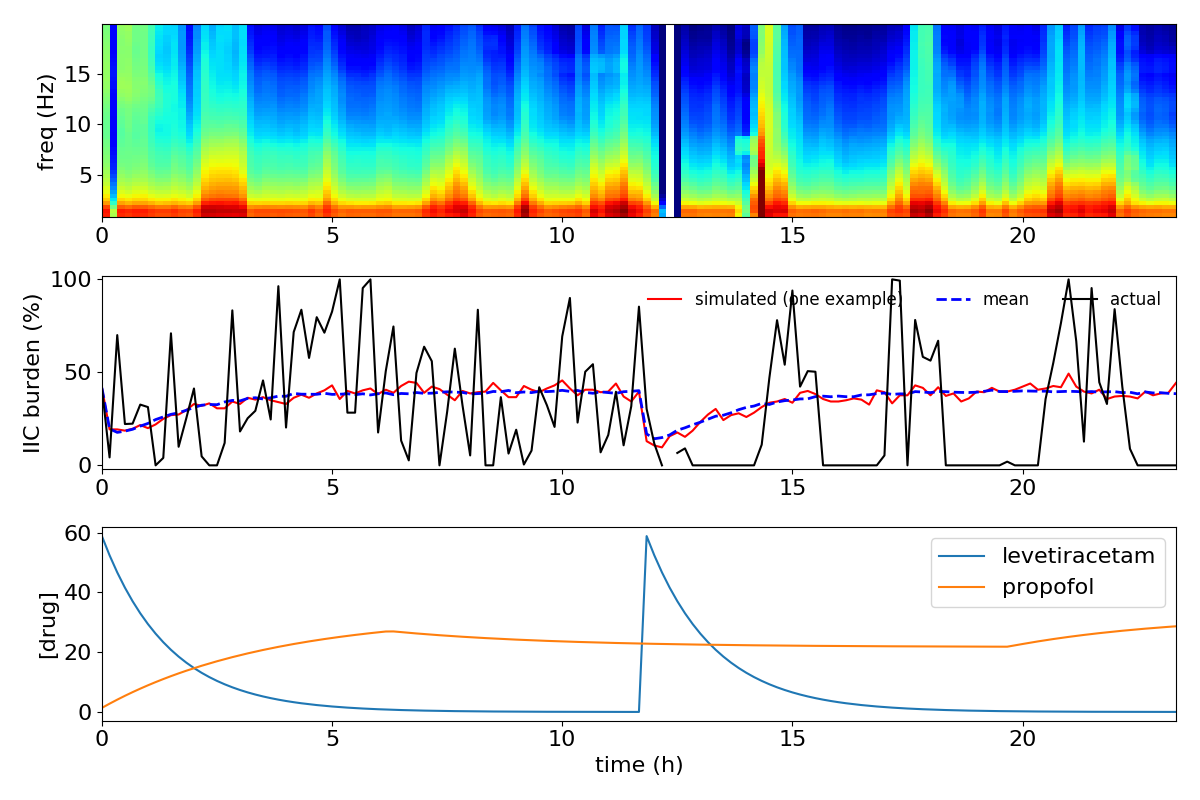 freq (Hz)
15
10
5
0 5 10 15 20
IIC burden (%)
100
50
0
simulated (one example) mean actual
0 5 10 15 20
[drug]
60
40
20
0
levetiracetam
propofol
0 5 10 15 20
time (h)